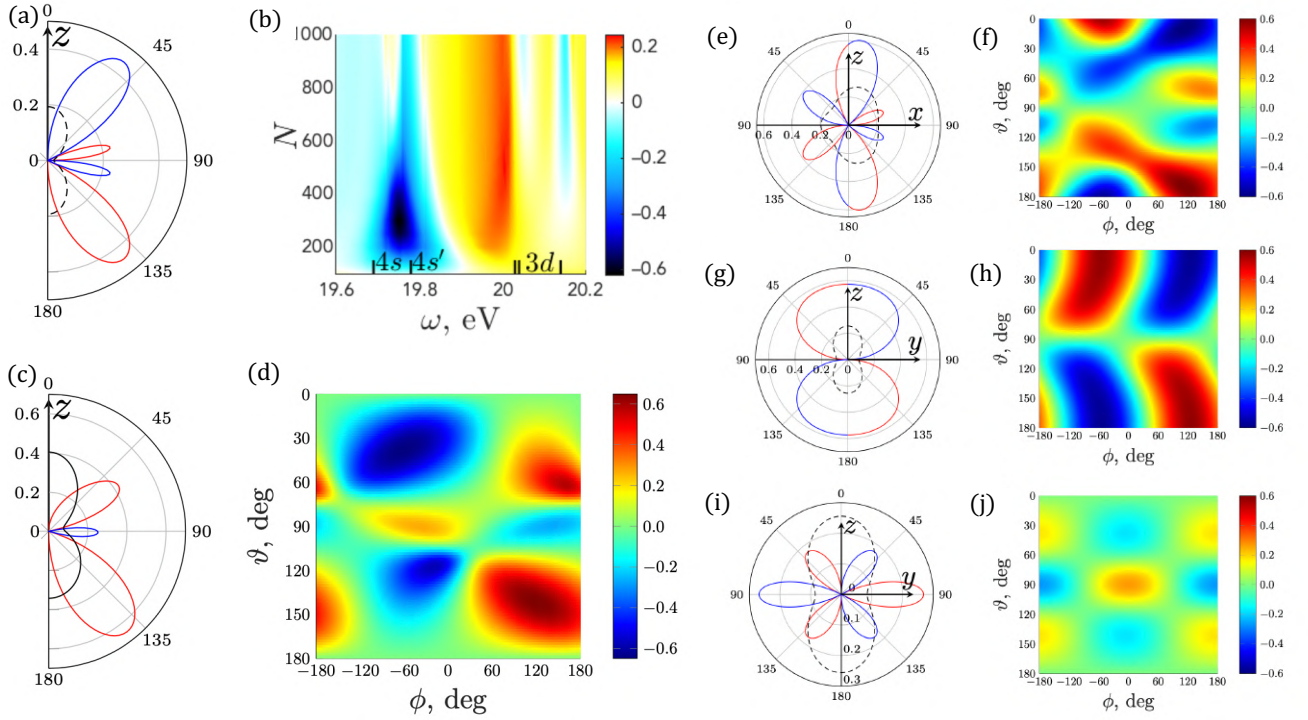 (a)
0
z
0.4
0.2
0
45
90
135
180
(b)
N
1000
800
600
400
200
4s 4s′ 3d
19.6 19.8 20 20.2
ω, eV
0.2
0
−0.2
−0.4
−0.6
(c)
0
z
0.6
0.4
0.2
0
45
90
135
180
(d)
ϑ, deg
0
30
60
90
120
150
180
−180 −120 −60 0 60 120 180
ϕ, deg
0.6
0.4
0.2
0.0
−0.2
−0.4
−0.6
(e)
0
45 45
z
x
90 90
0.6 0.4 0.2 0
135 135
180
(f)
ϑ, deg
0
30
60
90
120
150
180
−180 −120 −60 0 60 120 180
ϕ, deg
0.6
0.4
0.2
0.0
−0.2
−0.4
−0.6
(g)
0
45 45
z
y
90 90
0.6 0.4 0.2 0
135 135
180
(h)
ϑ, deg
0
30
60
90
120
150
180
−180 −120 −60 0 60 120 180
ϕ, deg
0.6
0.4
0.2
0.0
−0.2
−0.4
−0.6
(i)
0
45 45
z
y
90 90
0
0.1
0.2
0.3
135 135
180
(j)
ϑ, deg
0
30
60
90
120
150
180
−180 −120 −60 0 60 120 180
ϕ, deg
0.6
0.4
0.2
0.0
−0.2
−0.4
−0.6